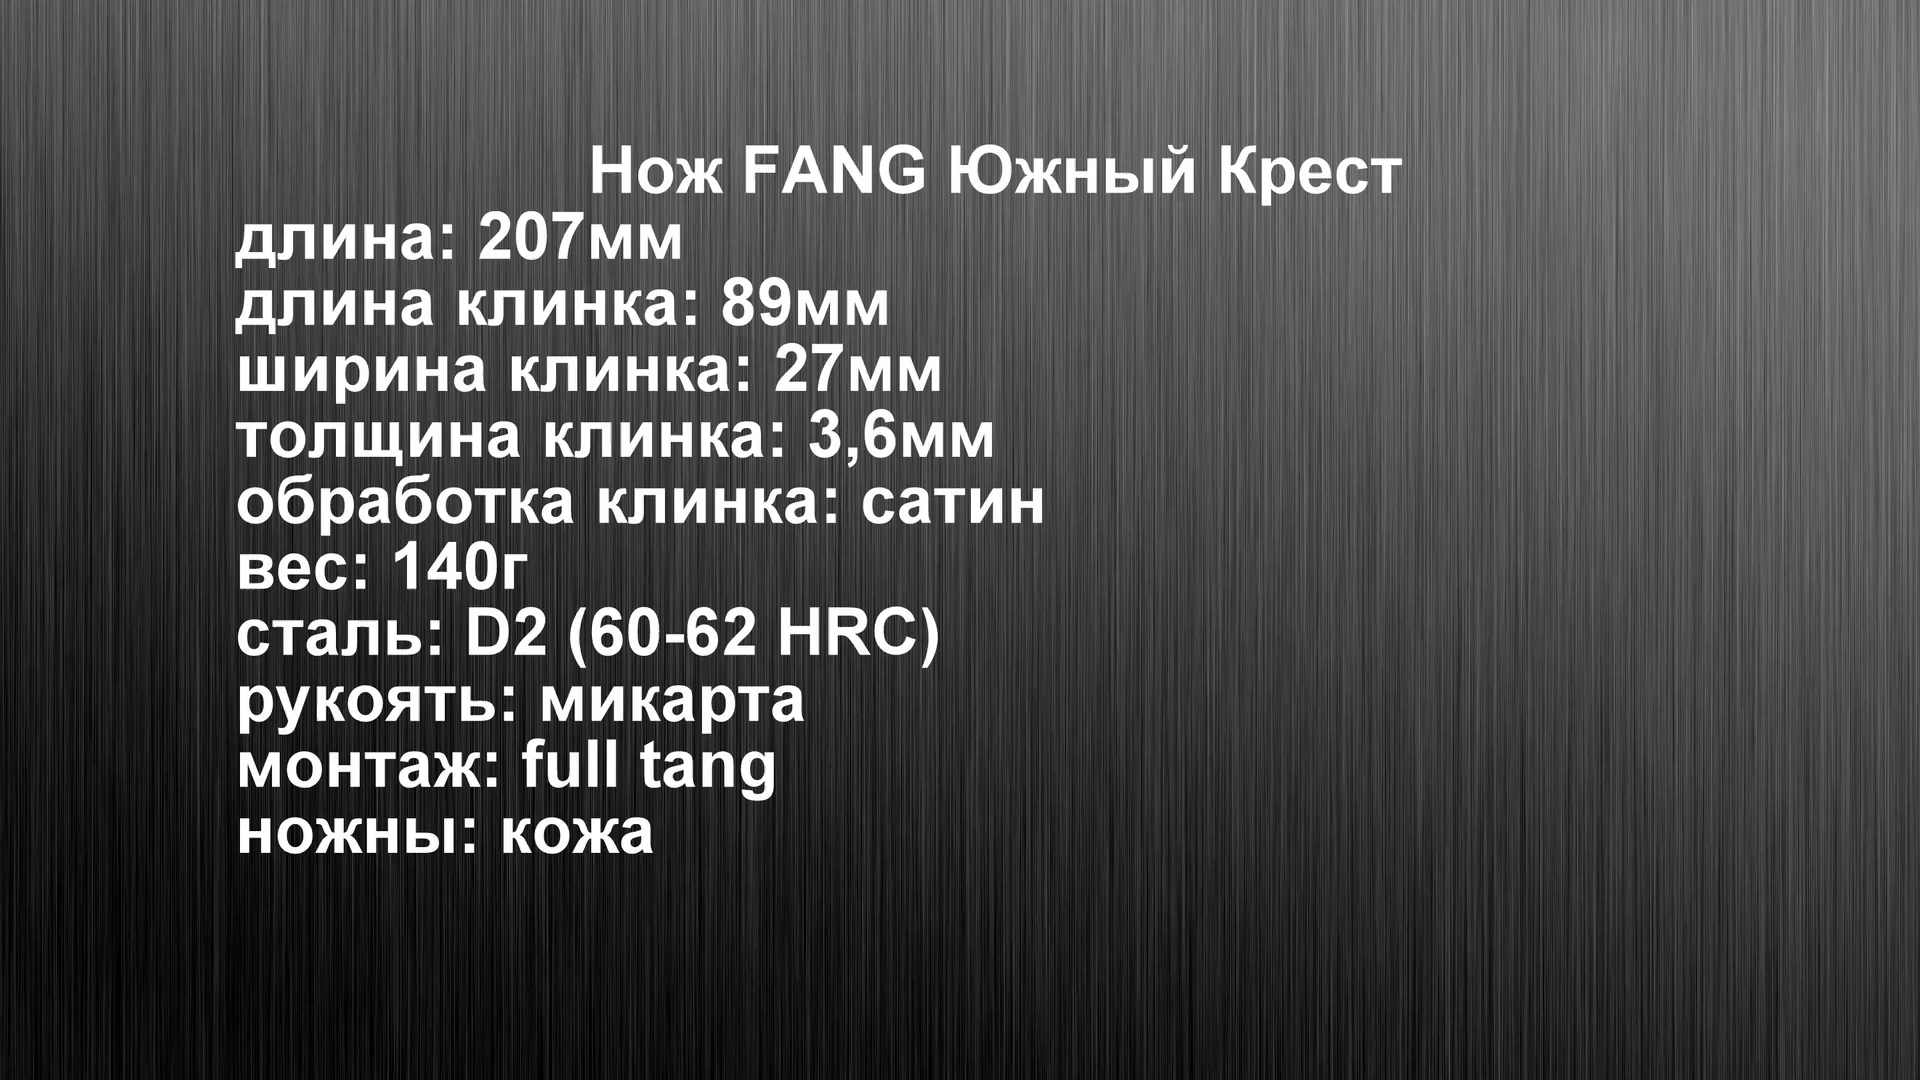 Нож FANG Южный Крест
длина: 207мм
длина клинка: 89мм
ширина клинка: 27мм
толщина клинка: 3,6мм
обработка клинка: сатин
вес: 140г
сталь: D2 (60-62 HRC)
рукоять: микарта
монтаж: full tang
ножны: кожа